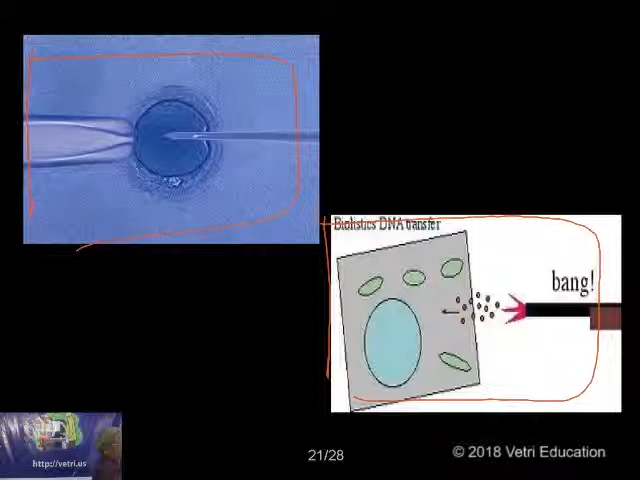 Biolistics DNA transfer
bang!
http://vetri.us
21/28
© 2018 Vetri Education